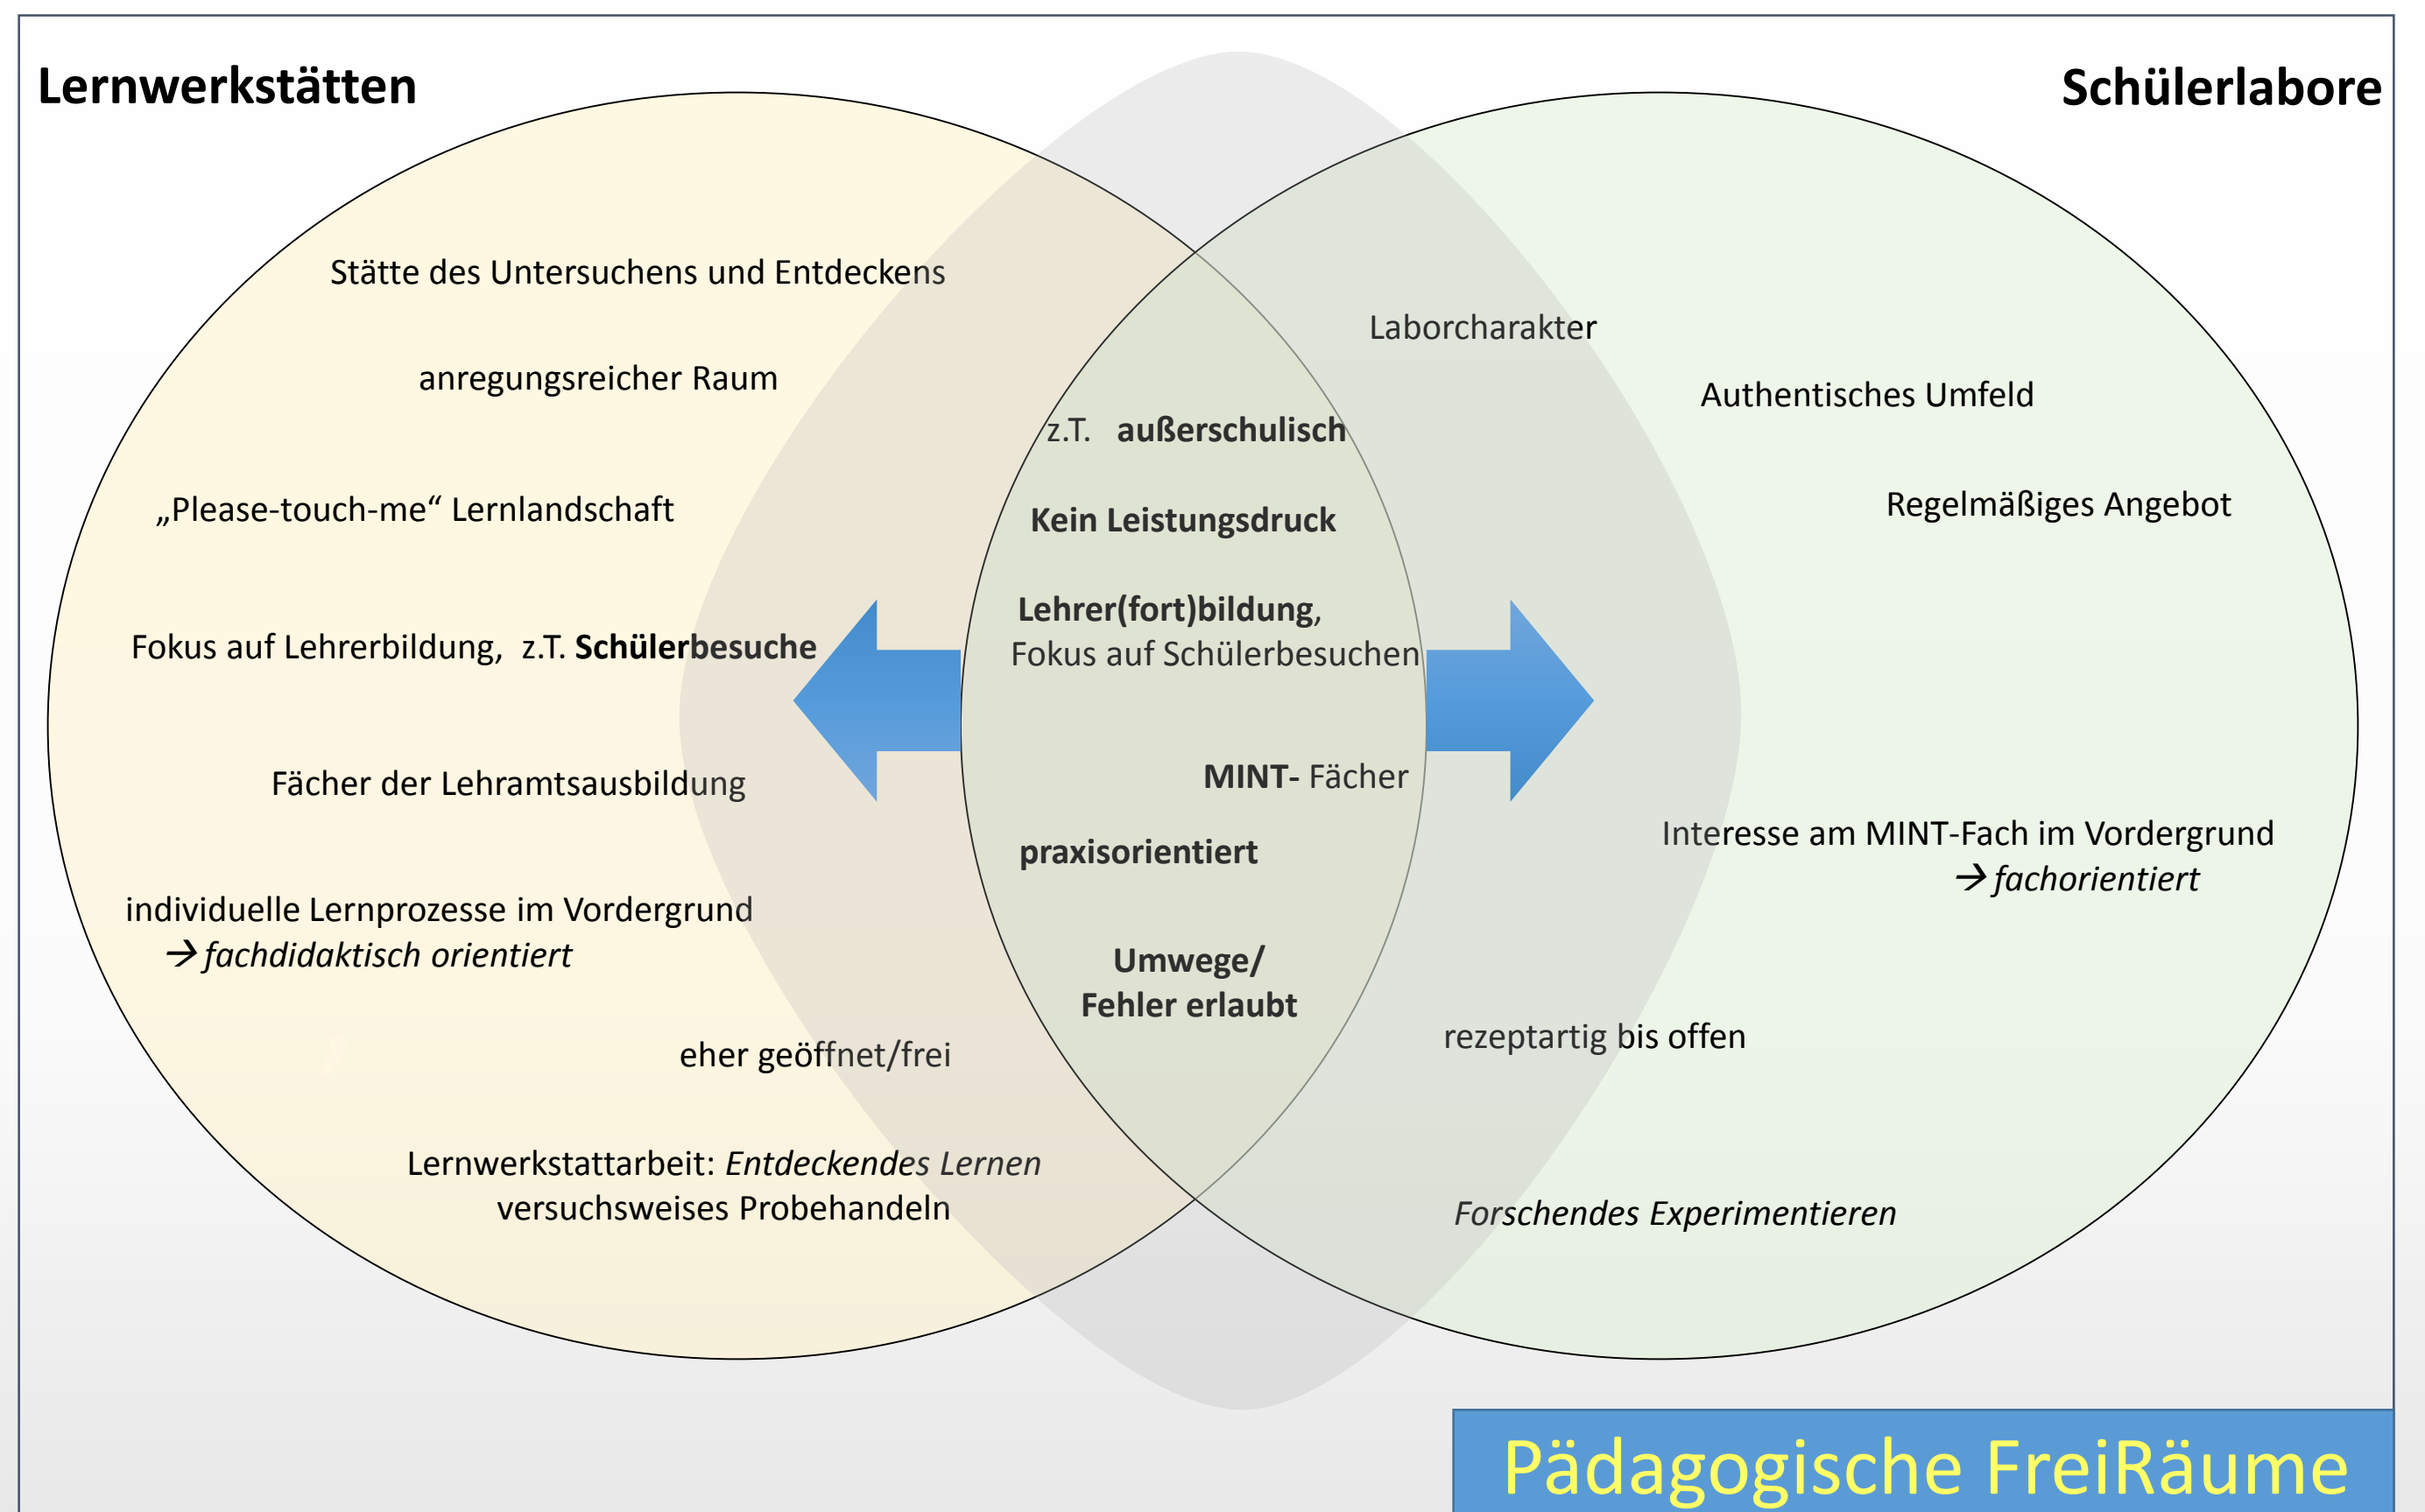 Lernwerkstätten
Schülerlabore
Stätte des Untersuchens und Entdeckens
anregungsreicher Raum
„Please-touch-me“ Lernlandschaft
Fokus auf Lehrerbildung, z.T. Schülerbesuche
Fächer der Lehramtsausbildung
individuelle Lernprozesse im Vordergrund
→ fachdidaktisch orientiert
eher geöffnet/frei
Lernwerkstattarbeit: Entdeckendes Lernen
versuchsweises Probehandeln
z.T. außerschulisch
Kein Leistungsdruck
Lehrer(fort)bildung,
Fokus auf Schülerbesuchen
MINT- Fächer
praxisorientiert
Umwege/
Fehler erlaubt
Laborcharakter
Authentisches Umfeld
Regelmäßiges Angebot
Interesse am MINT-Fach im Vordergrund
→ fachorientiert
rezeptartig bis offen
Forschendes Experimentieren
Pädagogische FreiRäume